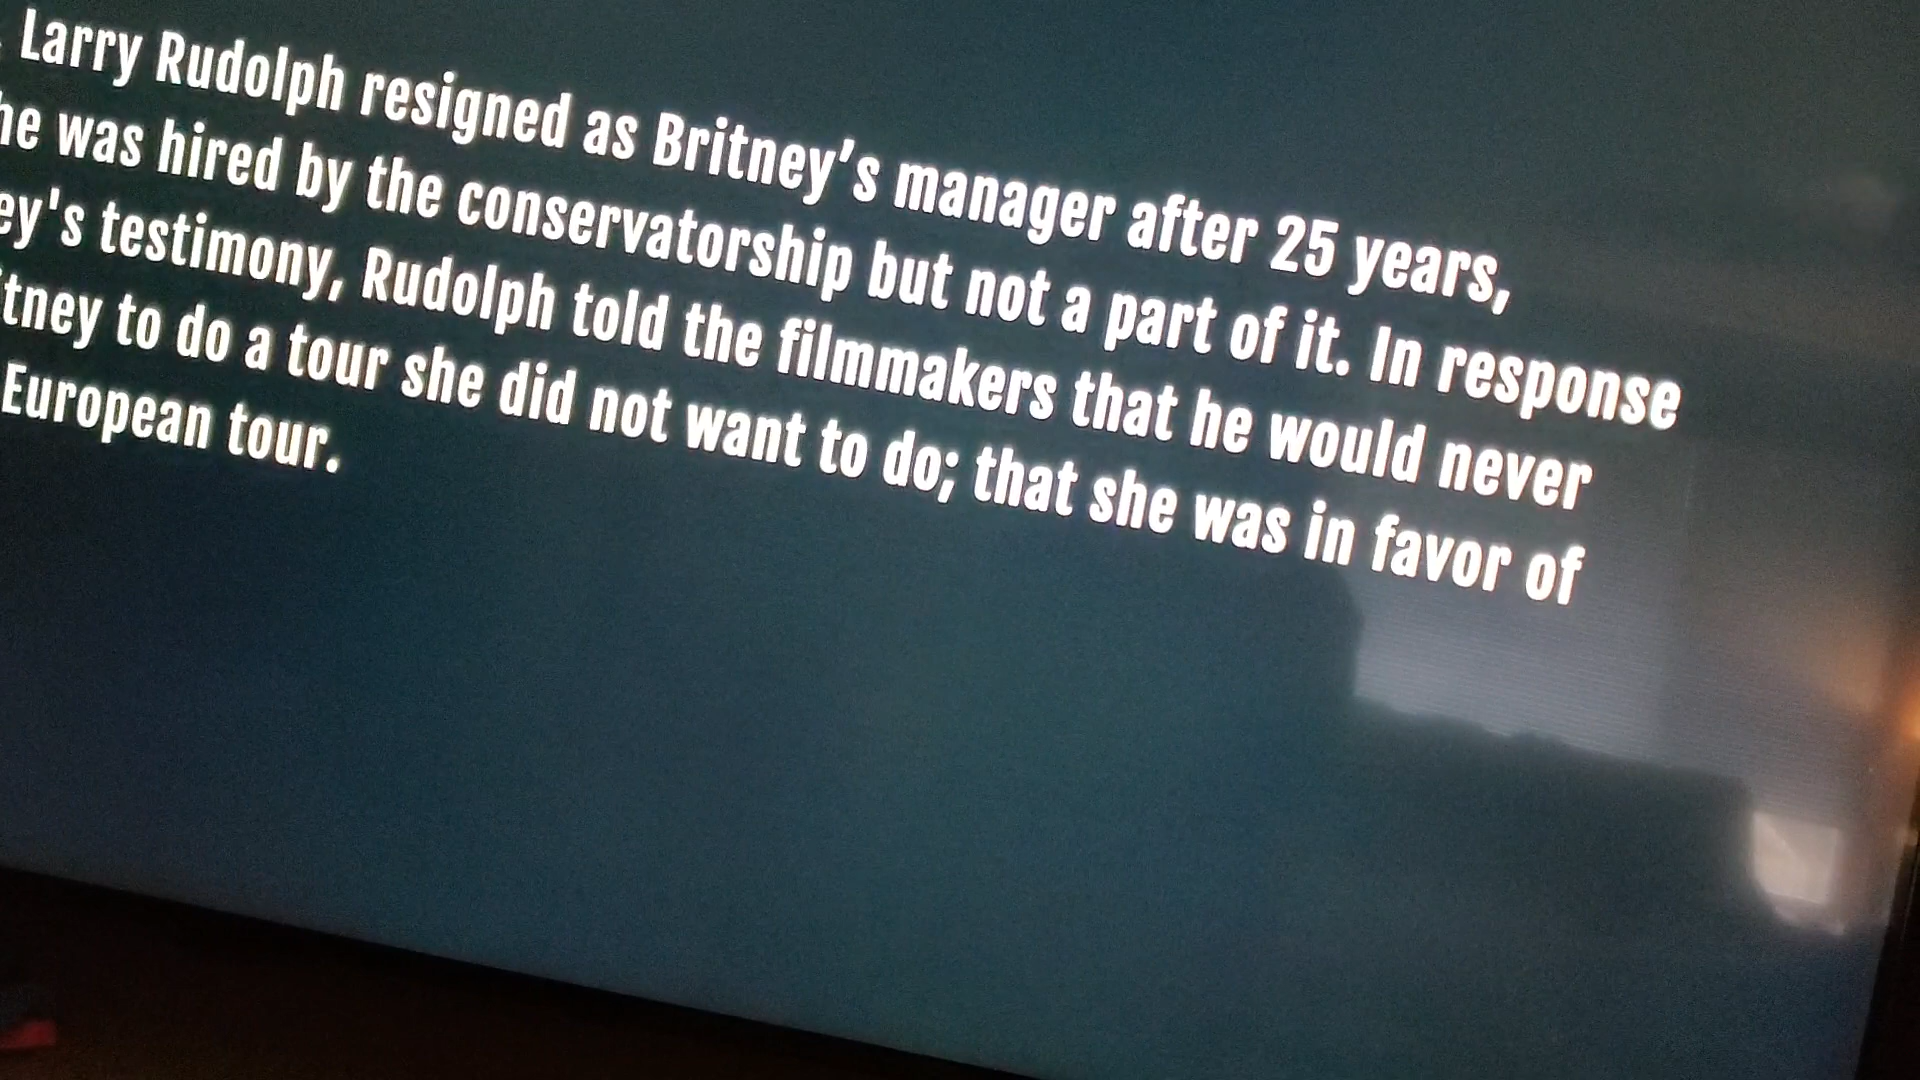 Larry Rudolph resigned as Britney’s manager after 25 years,
he was hired by the conservatorship but not a part of it. In response
ey's testimony, Rudolph told the filmmakers that he would never
tney to do a tour she did not want to do; that she was in favor of
European tour.